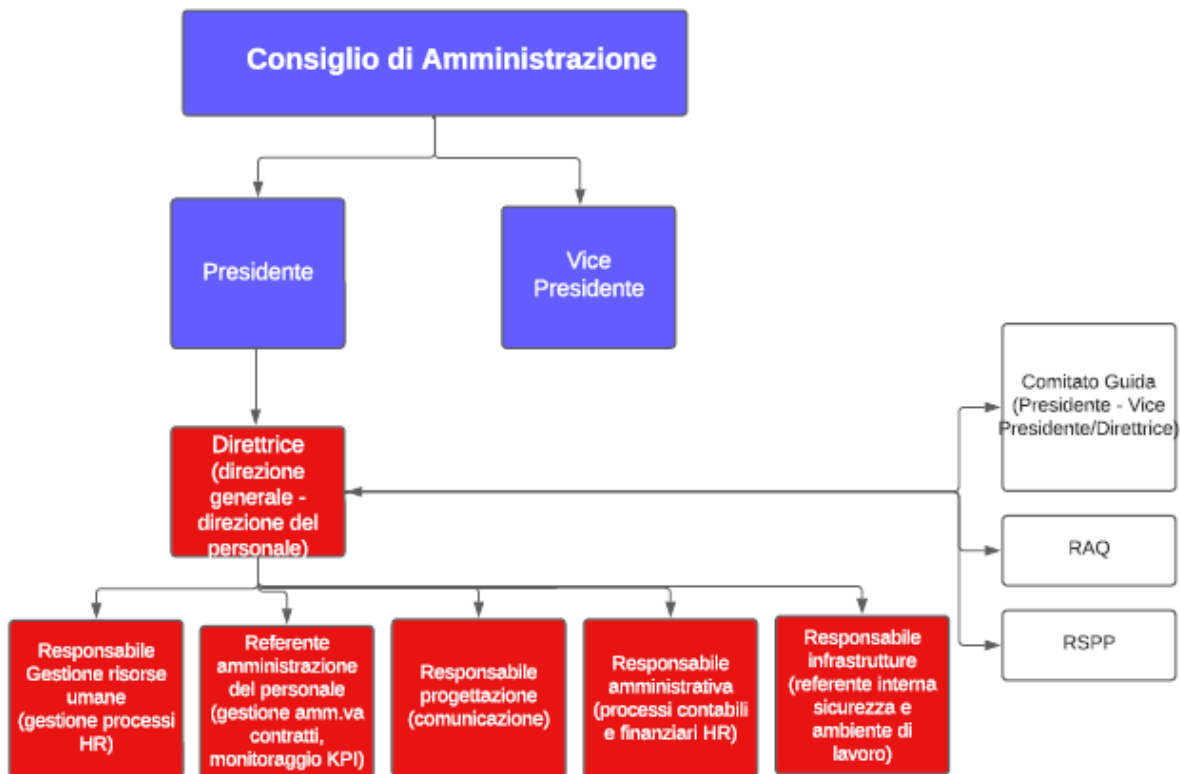 Consiglio di Amministrazione
Presidente
Vice
Presidente
Comitato Guida
(Presidente - Vice
Presidente/Direttrice)
Direttrice
(direzione
generale -
direzione del
personale)
RAQ
RSPP
Responsabile
Gestione risorse
umane
(gestione processi
HR)
Referente
amministrazione
del personale
(gestione amm.va
contratti,
monitoraggio KPI)
Responsabile
progettazione
(comunicazione)
Responsabile
amministrativa
(processi contabili
e finanziari HR)
Responsabile
infrastrutture
(referente interna
sicurezza e
ambiente di
lavoro)